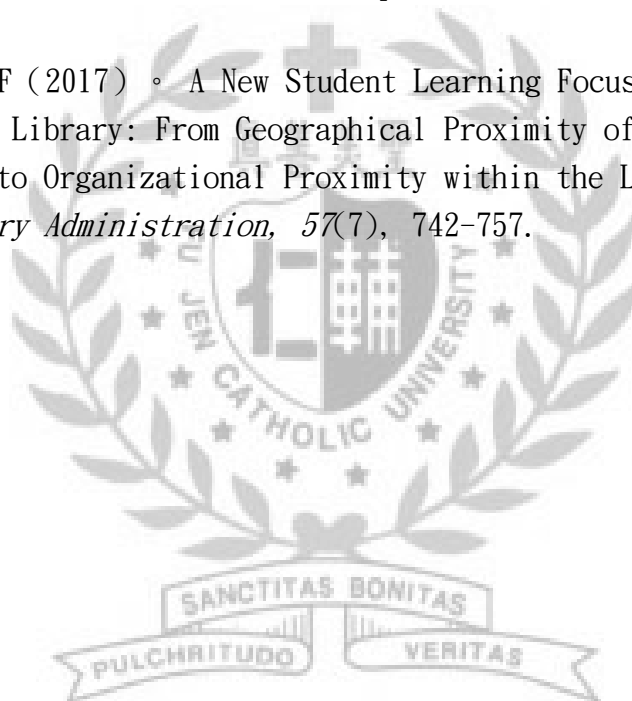 F（2017）。A New Student Learning Focus
Library: From Geographical Proximity of
to Organizational Proximity within the L
ry Administration, 57(7), 742-757.
FU JEN CATHOLIC UNIVERSITY
SANCTITAS BONITAS
PULCHRITUDO VERITAS